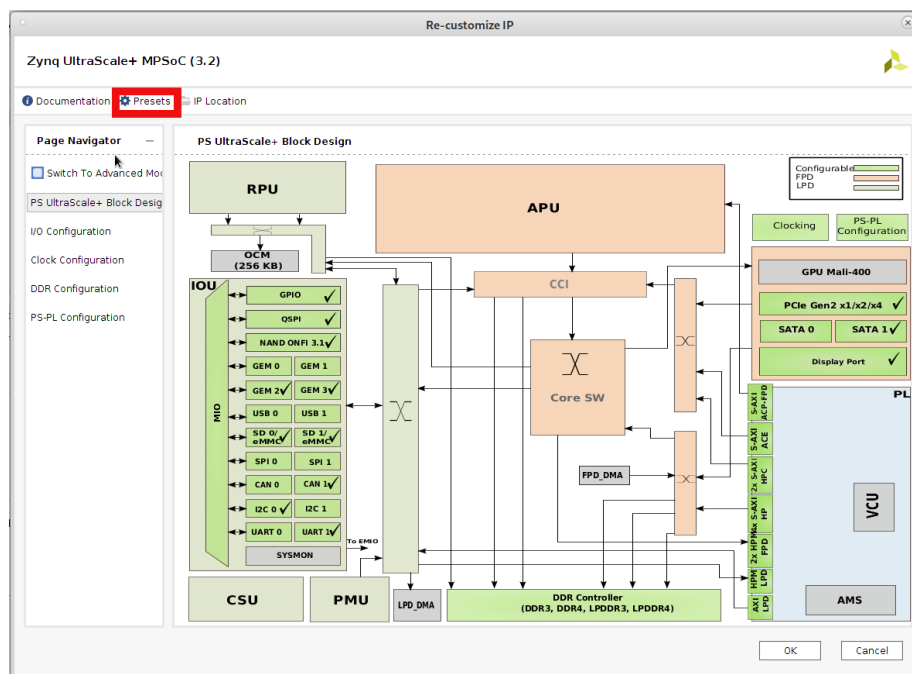 Re-customize IP
Zynq UltraScale+ MPSoC (3.2)
Documentation
Presets
IP Location
Page Navigator
Switch To Advanced Mod
PS UltraScale+ Block Desig
I/O Configuration
Clock Configuration
DDR Configuration
PS-PL Configuration
PS UltraScale+ Block Design
Configurable
FPD
LPD
RPU
APU
Clocking
PS-PL
Configuration
OCM
(256 KB)
CCI
GPU Mali-400
IOU
GPIO
PCIe Gen2 x1/x2/x4
QSPI
SATA 0
SATA 1
NAND ONFI 3.1
Display Port
GEM 0
GEM 1
GEM 2
GEM 3
USB 0
USB 1
SD 0/
eMMC
SD 1/
eMMC
SPI 0
SPI 1
CAN 0
CAN 1
I2C 0
I2C 1
UART 0
UART 1
SYSMON
MIO
To EMIO
Core SW
FPD_DMA
PL
S-AXI
ACP-FPD
S-AXI
ACE
2x S-AXI
HPC
4x S-AXI
HP
2x HPM
FPD
HPM
LPD
AXI
LPD
VCU
AMS
CSU
PMU
LPD_DMA
DDR Controller
(DDR3, DDR4, LPDDR3, LPDDR4)
OK
Cancel